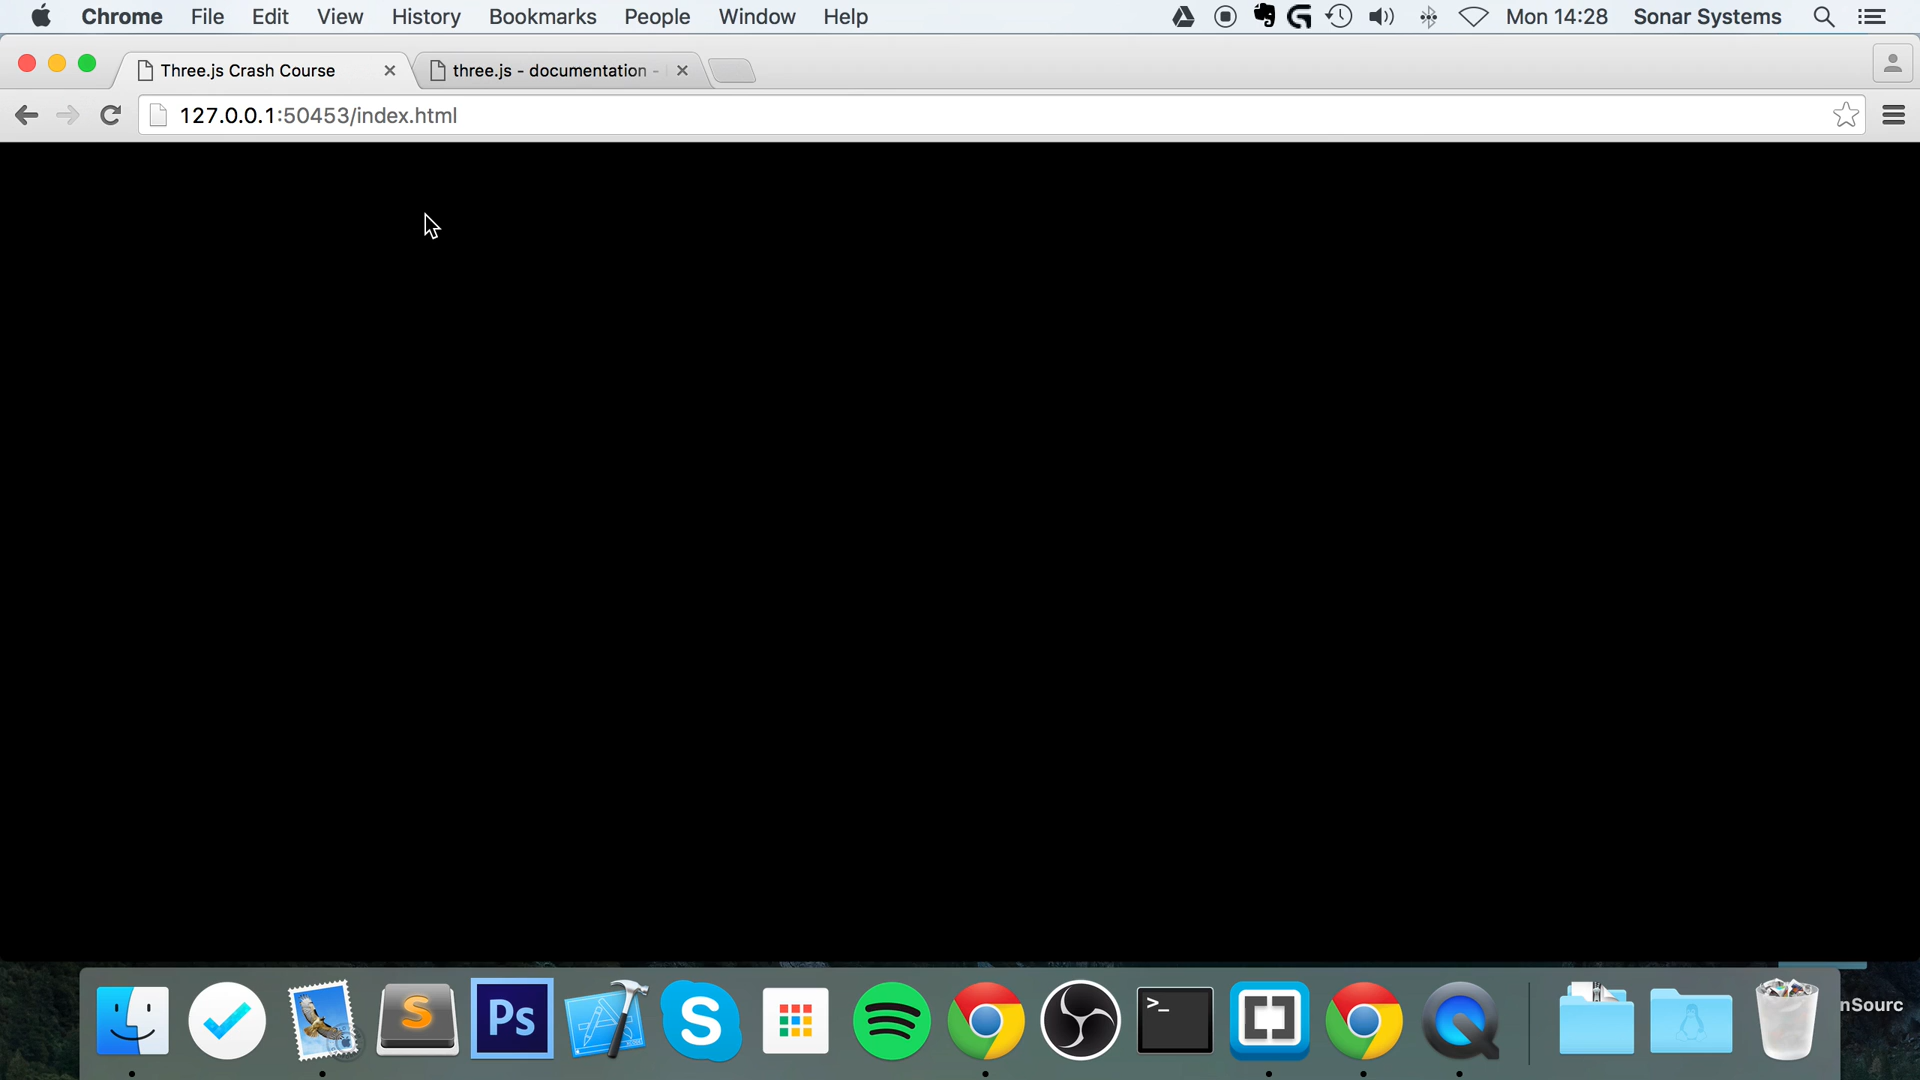 Chrome File Edit View History Bookmarks People Window Help Mon 14:28 Sonar Systems
Three.js Crash Course three.js - documentation -
127.0.0.1:50453/index.html
S Ps S >_
nSourc